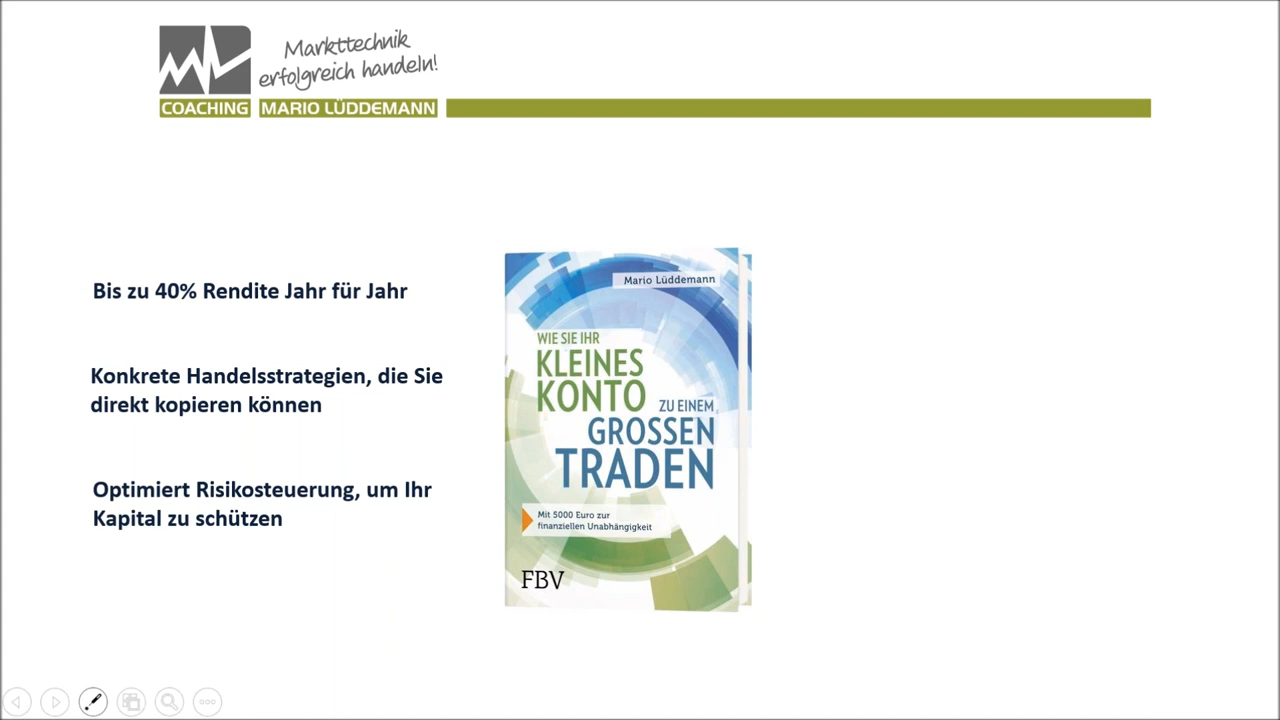 Markttechnik
erfolgreich handeln!
COACHING MARIO LÜDDEMANN
Bis zu 40% Rendite Jahr für Jahr
Konkrete Handelsstrategien, die Sie
direkt kopieren können
Optimiert Risikosteuerung, um Ihr
Kapital zu schützen
Mario Lüddemann
WIE SIE IHR
KLEINES
KONTO ZU EINEM
GROSSEN
TRADEN
Mit 5000 Euro zur
finanziellen Unabhängigkeit
FBV